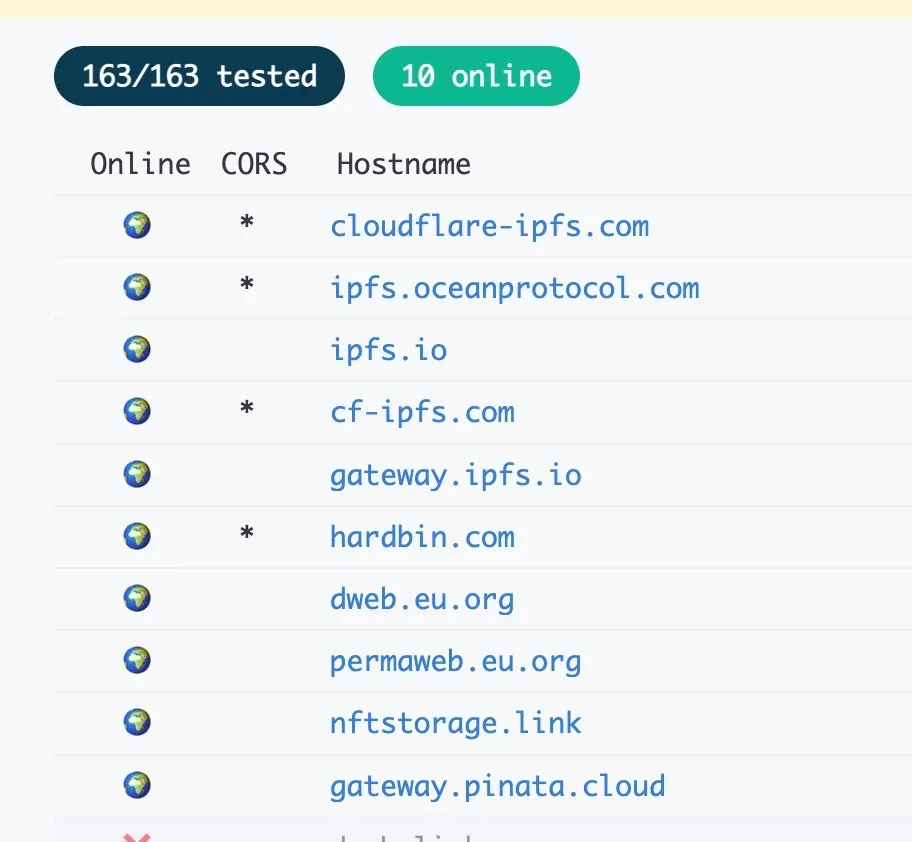 163/163 tested 10 online
Online CORS Hostname
* cloudflare-ipfs.com
* ipfs.oceanprotocol.com
ipfs.io
* cf-ipfs.com
gateway.ipfs.io
* hardbin.com
dweb.eu.org
permaweb.eu.org
nftstorage.link
gateway.pinata.cloud